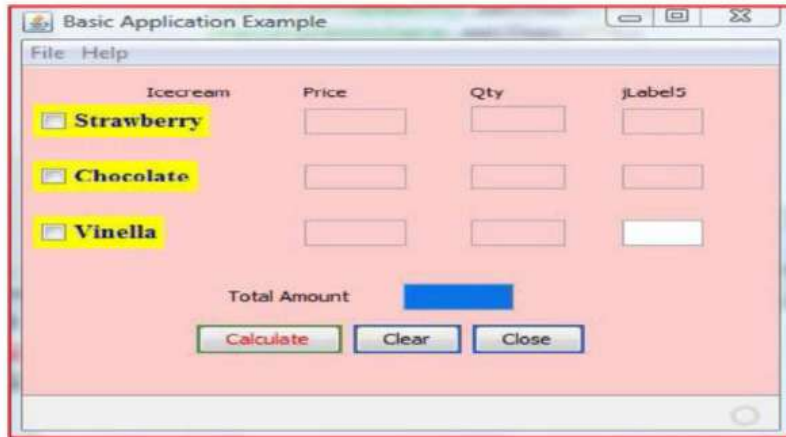 Basic Application Example
File Help
Icecream Price Qty jLabel5
Strawberry
Chocolate
Vinella
Total Amount
Calculate Clear Close